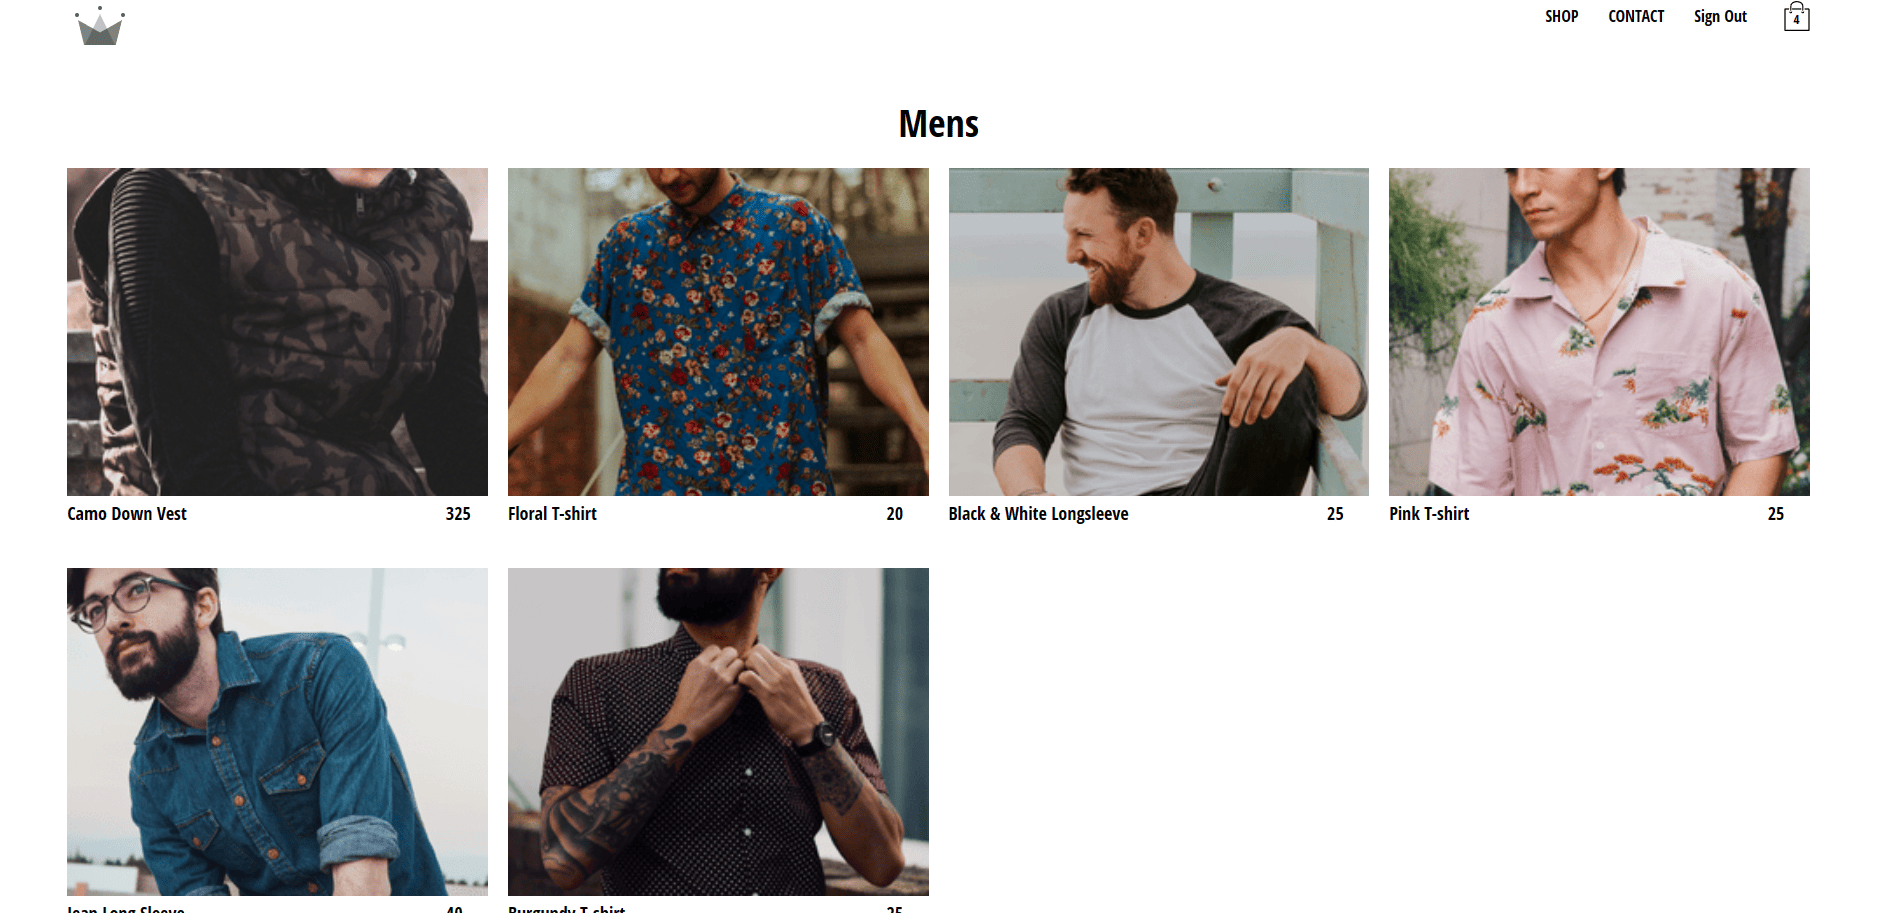 SHOP CONTACT Sign Out 4
Mens
Camo Down Vest 325
Floral T-shirt 20
Black & White Longsleeve 25
Pink T-shirt 25
Jean Long Sleeve 40
Burgundy T-shirt 25